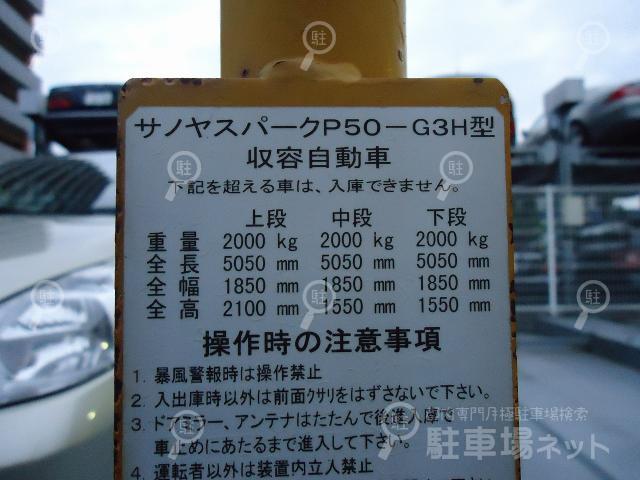 サノヤスパークP50-G3H型
収容自動車
下記を超える車は、入庫できません。
上段 中段 下段
重量 2000 kg 2000 kg 2000 kg
全長 5050 mm 5050 mm 5050 mm
全幅 1850 mm 1850 mm 1850 mm
全高 2100 mm 1550 mm 1550 mm
操作時の注意事項
1. 暴風警報時は操作禁止
2. 入出庫時以外は前面ｸｻﾘをはずさないで下さい。
3. ドアミラー、アンテナはたたんで後進入庫で
車止めにあたるまで進入して下さい。
4. 運転者以外は装置内立人禁止
専門月極駐車場検索
駐車場ネット